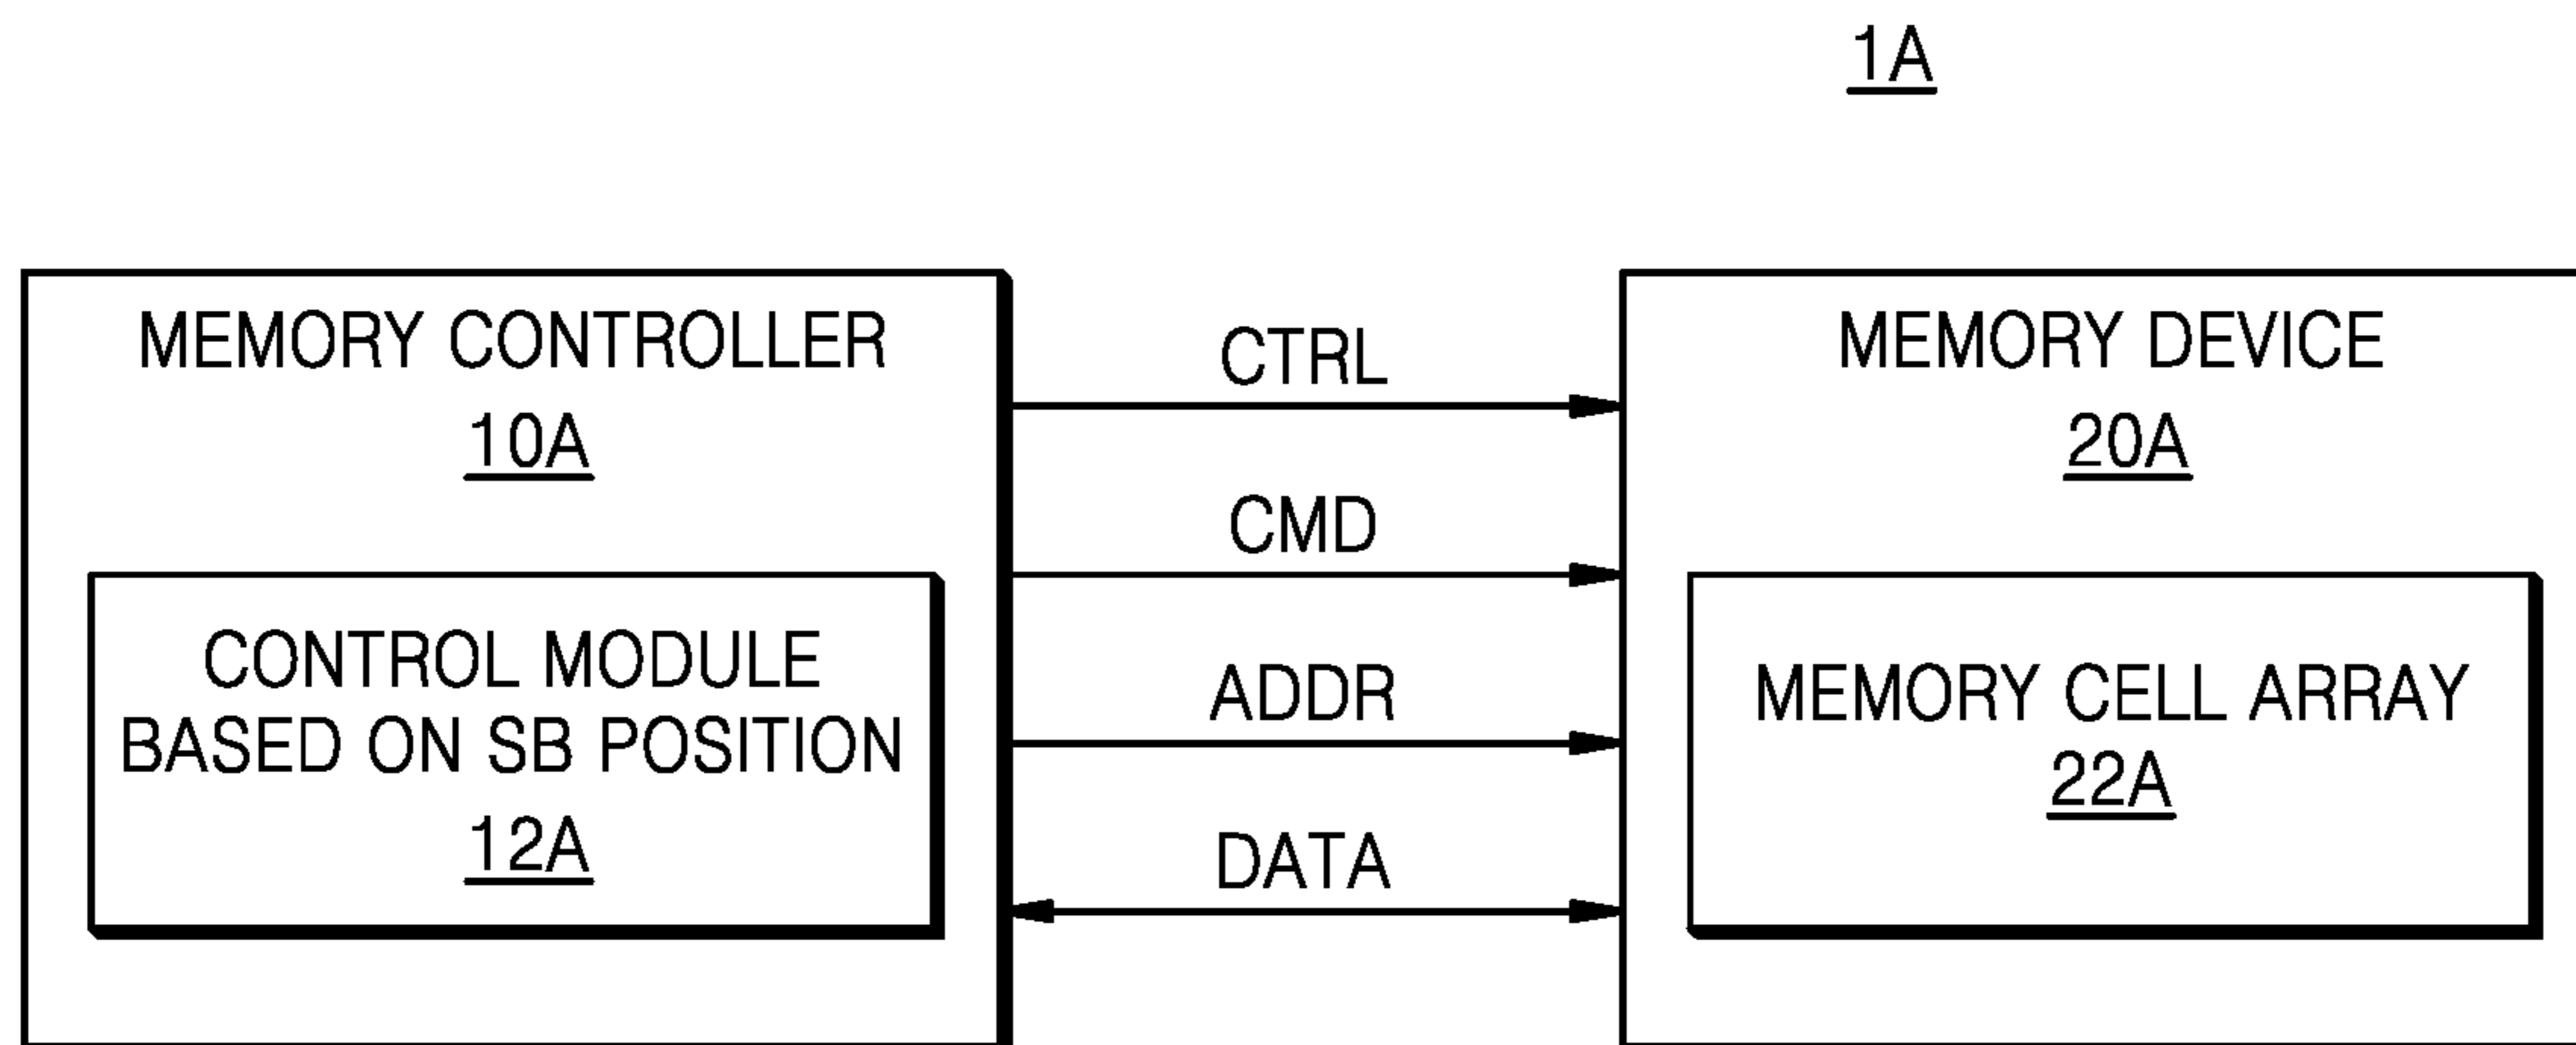 1A
MEMORY CONTROLLER
10A
CONTROL MODULE
BASED ON SB POSITION
12A
CTRL
CMD
ADDR
DATA
MEMORY DEVICE
20A
MEMORY CELL ARRAY
22A